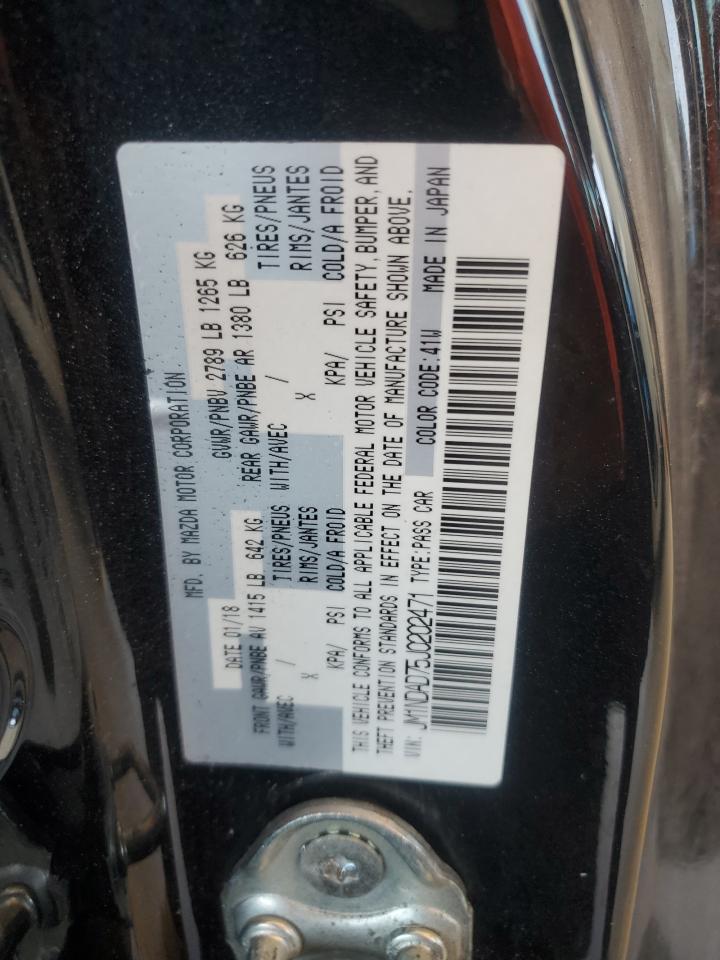 MFD. BY MAZDA MOTOR CORPORATION
DATE 01/18 GVWR/PNBV 2789 LB 1265 KG
FRONT GAWR/PNBE AV 1415 LB 642 KG REAR GAWR/PNBE AR 1380 LB 626 KG
WITH/AVEC / TIRES/PNEUS WITH/AVEC / TIRES/PNEUS
X RIMS/JANTES X RIMS/JANTES
KPA/ PSI COLD/A FROID KPA/ PSI COLD/A FROID
THIS VEHICLE CONFORMS TO ALL APPLICABLE FEDERAL MOTOR VEHICLE SAFETY, BUMPER, AND
THEFT PREVENTION STANDARDS IN EFFECT ON THE DATE OF MANUFACTURE SHOWN ABOVE.
VIN: JM1NDAD75J0202471 TYPE:PASS CAR COLOR CODE:41W MADE IN JAPAN